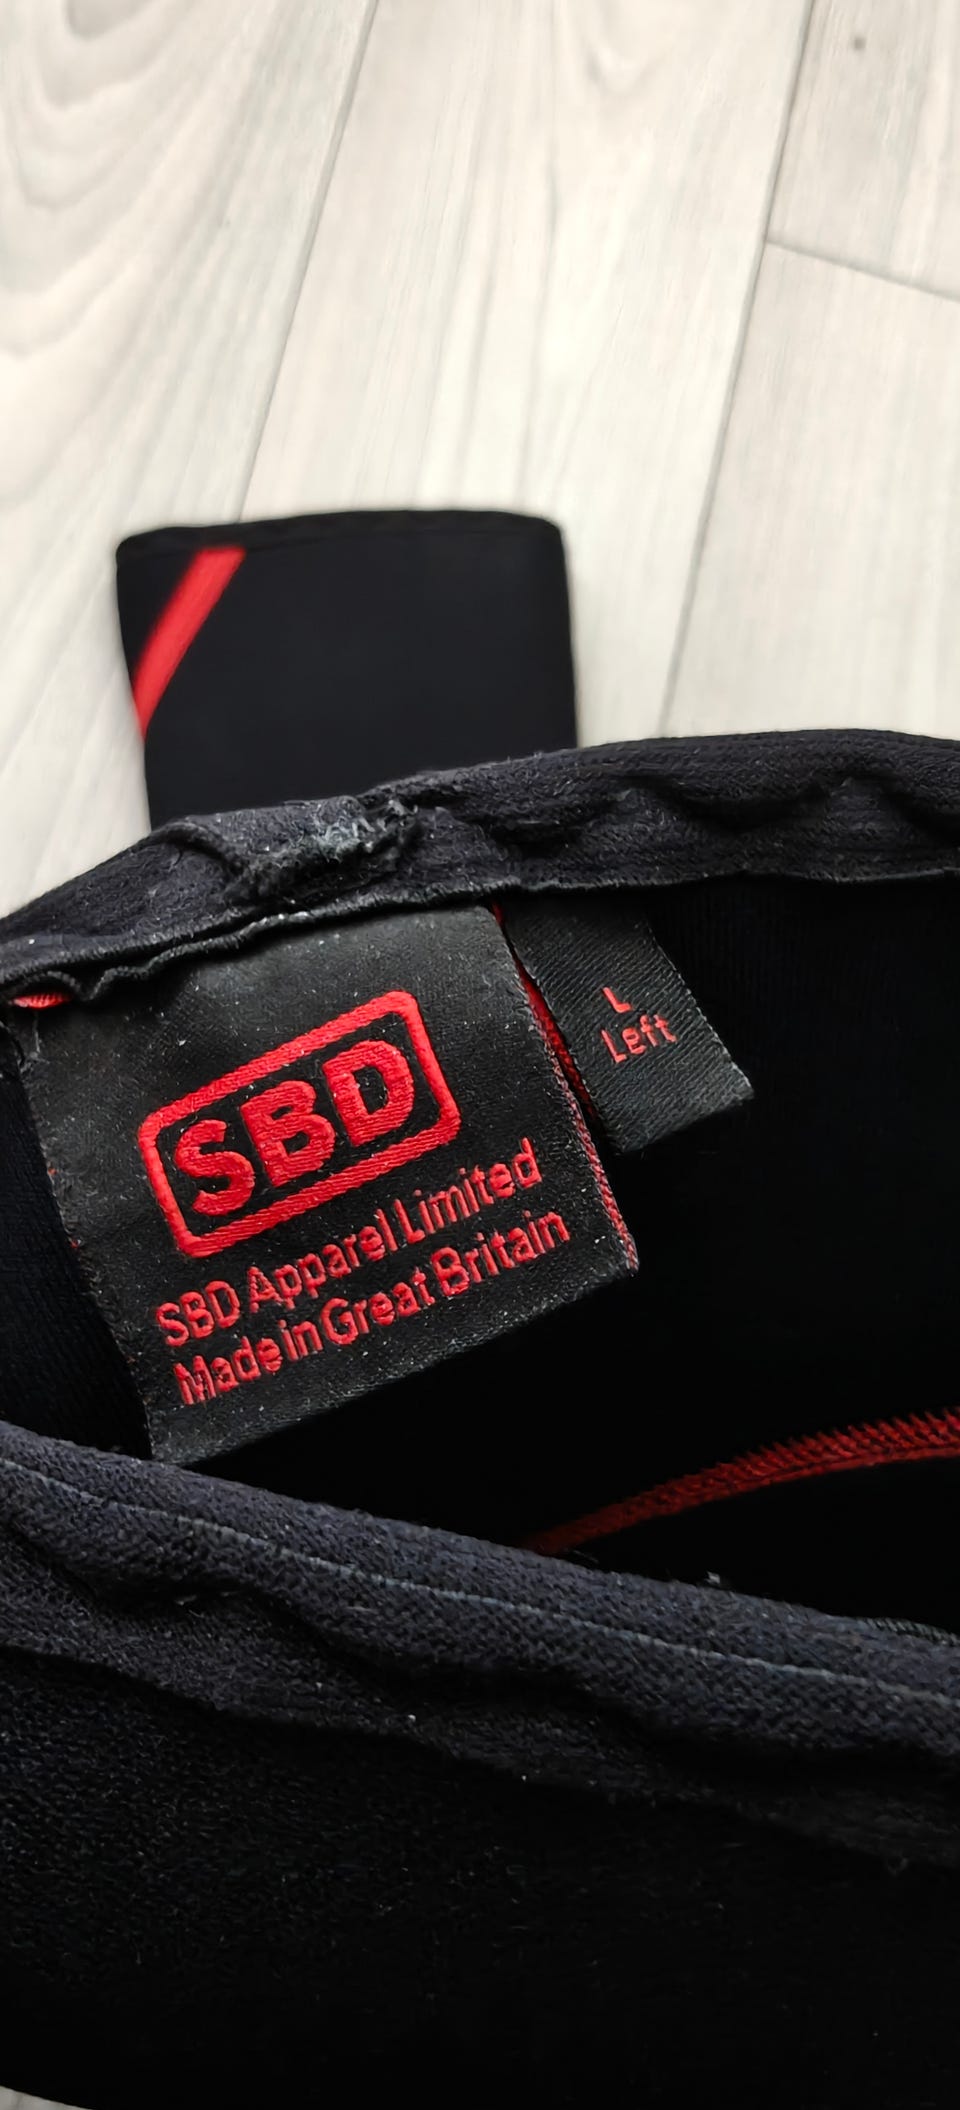 SBD
SBD Apparel Limited
Made in Great Britain
L
Left